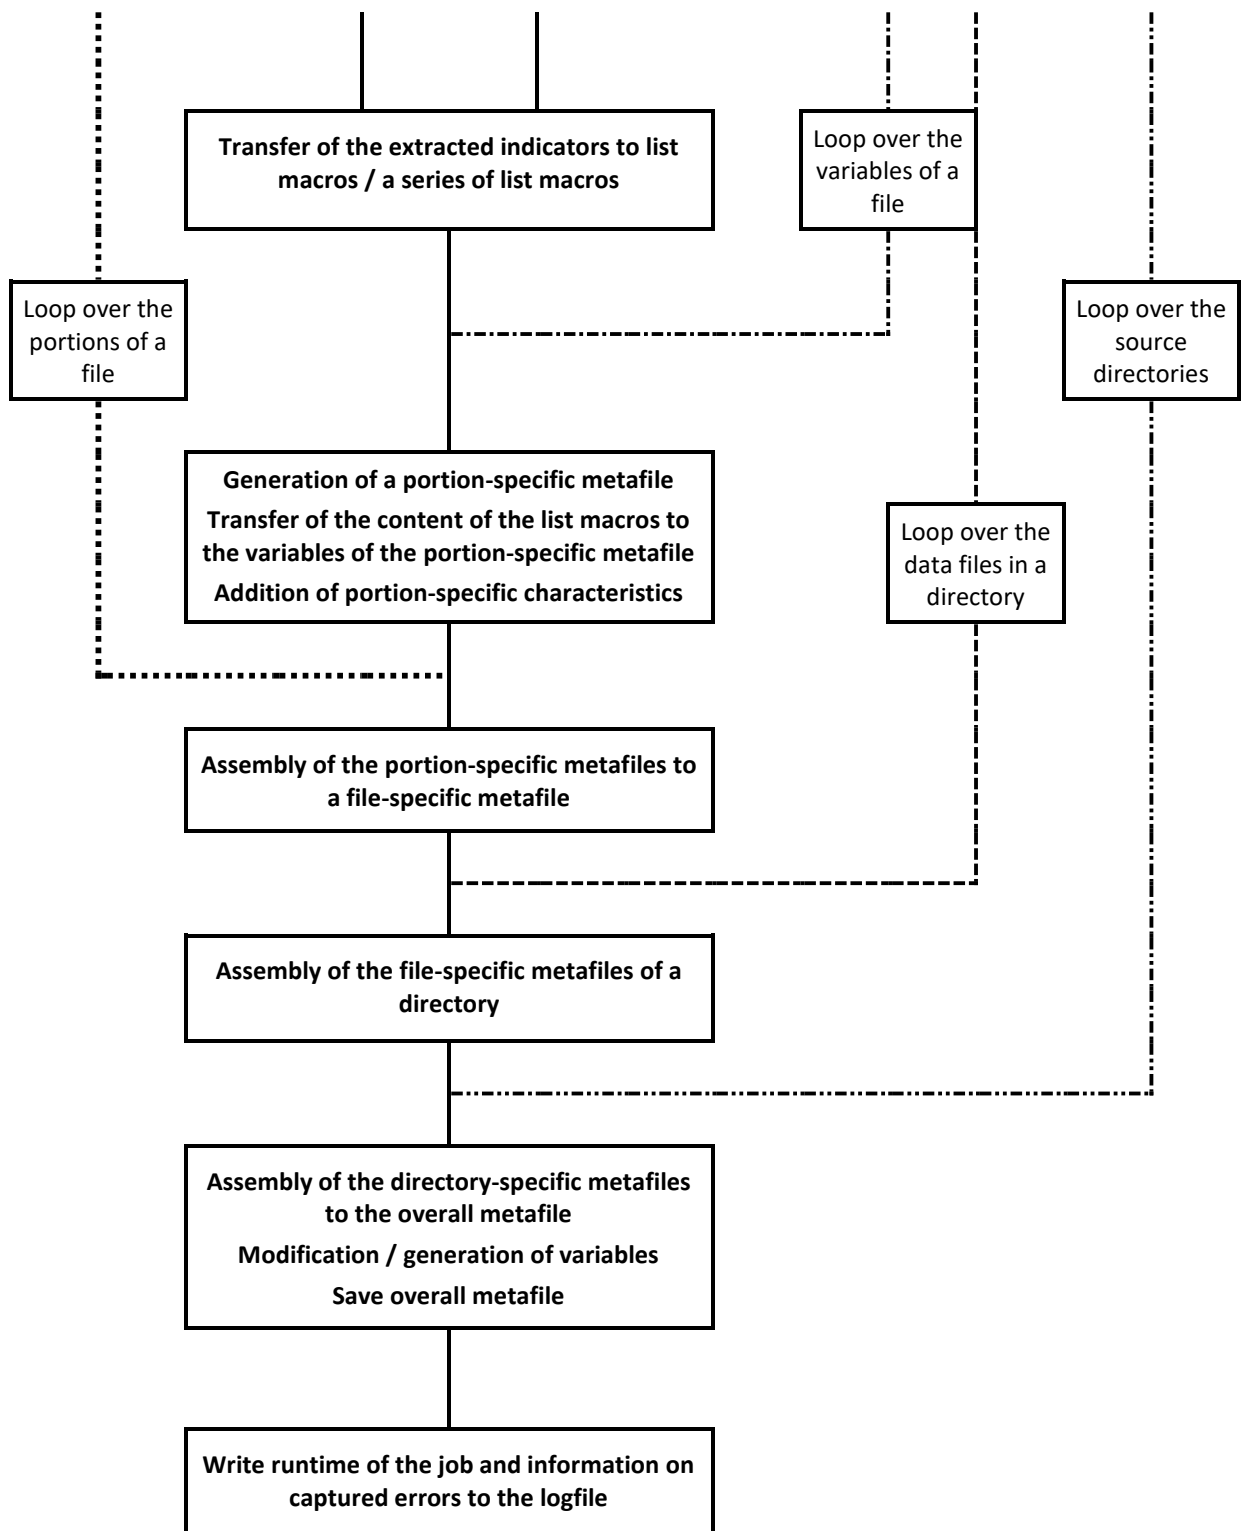 Transfer of the extracted indicators to list
macros / a series of list macros
Loop over the
variables of a
file
Loop over the
portions of a
file
Loop over the
source
directories
Generation of a portion-specific metafile
Transfer of the content of the list macros to
the variables of the portion-specific metafile
Addition of portion-specific characteristics
Loop over the
data files in a
directory
Assembly of the portion-specific metafiles to
a file-specific metafile
Assembly of the file-specific metafiles of a
directory
Assembly of the directory-specific metafiles
to the overall metafile
Modification / generation of variables
Save overall metafile
Write runtime of the job and information on
captured errors to the logfile